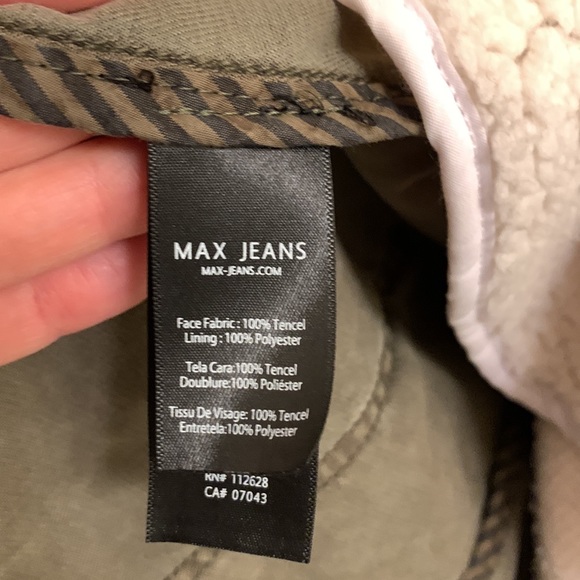 MAX JEANS
MAX-JEANS.COM
Face Fabric : 100% Tencel
Lining : 100% Polyester
Tela Cara:100% Tencel
Doublure:100% Poliéster
Tissu De Visage: 100% Tencel
Entretela:100% Polyester
RN# 112628
CA# 07043